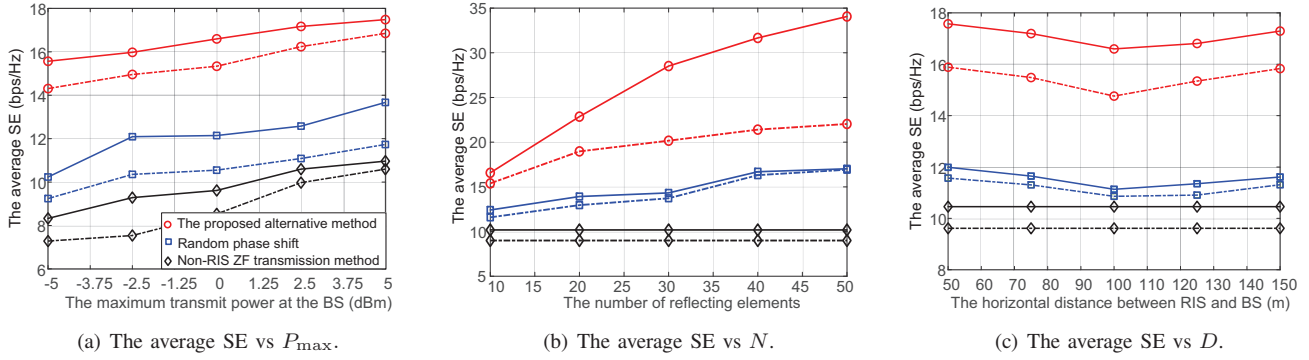 The average SE (bps/Hz)
18
16
14
12
10
8
6
The proposed alternative method
Random phase shift
Non-RIS ZF transmission method
-5 -3.75 -2.5 -1.25 0 1.25 2.5 3.75 5
The maximum transmit power at the BS (dBm)
(a) The average SE vs Pmax.
The average SE (bps/Hz)
35
30
25
20
15
10
5
10 15 20 25 30 35 40 45 50
The number of reflecting elements
(b) The average SE vs N.
The average SE (bps/Hz)
18
16
14
12
10
8
50 60 70 80 90 100 110 120 130 140 150
The horizontal distance between RIS and BS (m)
(c) The average SE vs D.